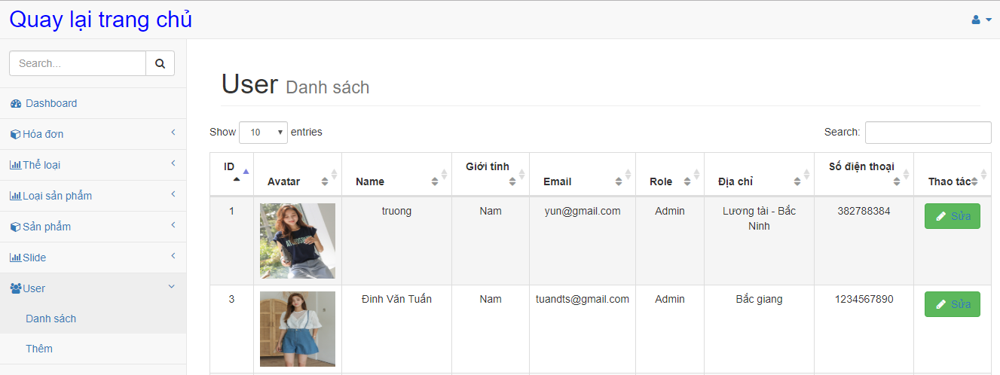 Quay lại trang chủ
Search...
Dashboard
Hóa đơn
Thể loại
Loại sản phẩm
Sản phẩm
Slide
User
Danh sách
Thêm
User Danh sách
Show 10 entries
Search:
ID Avatar Name Giới tính Email Role Địa chỉ Số điện thoại Thao tác
1 truong Nam yun@gmail.com Admin Lương tài - Bắc 382788384 Sửa
Ninh
3 Đinh Văn Tuấn Nam tuandts@gmail.com Admin Bắc giang 1234567890 Sửa